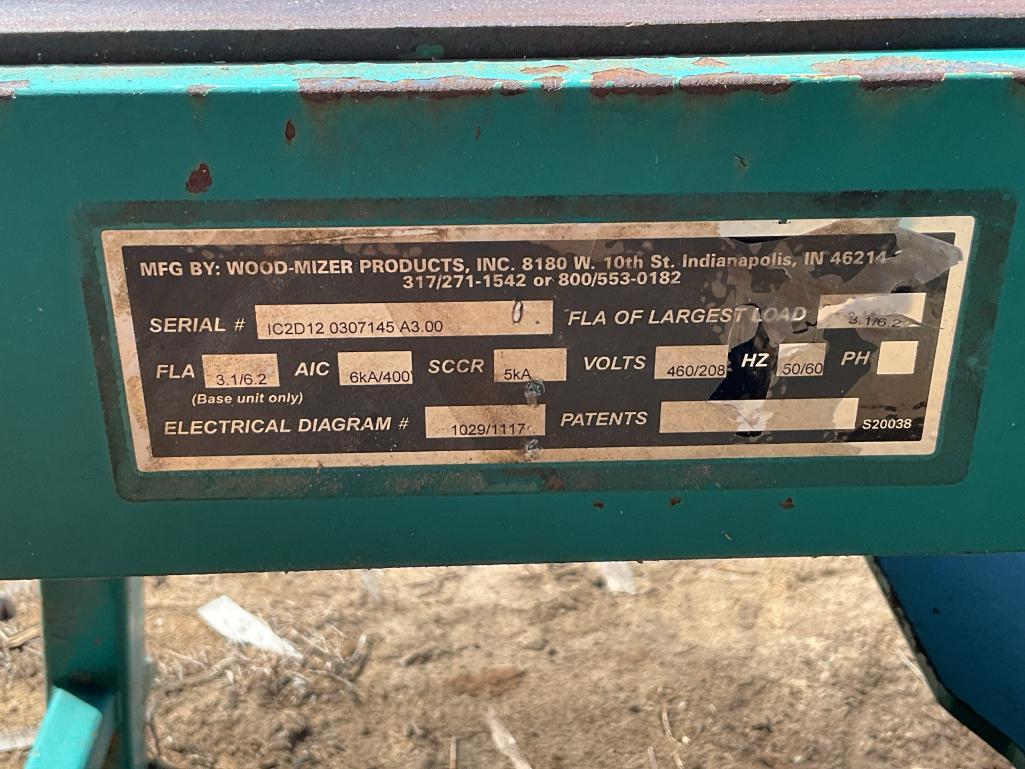 MFG BY: WOOD-MIZER PRODUCTS, INC. 8180 W. 10th St. Indianapolis, IN 46214
317/271-1542 or 800/553-0182
SERIAL # IC2D12 0307145 A3.00 0. FLA OF LARGEST LOAD 3.1/6.2
FLA 3.1/6.2 AIC 6kA/400 SCCR 5kA VOLTS 460/208 HZ 50/60 PH
(Base unit only)
ELECTRICAL DIAGRAM # 1029/1117 PATENTS S20038